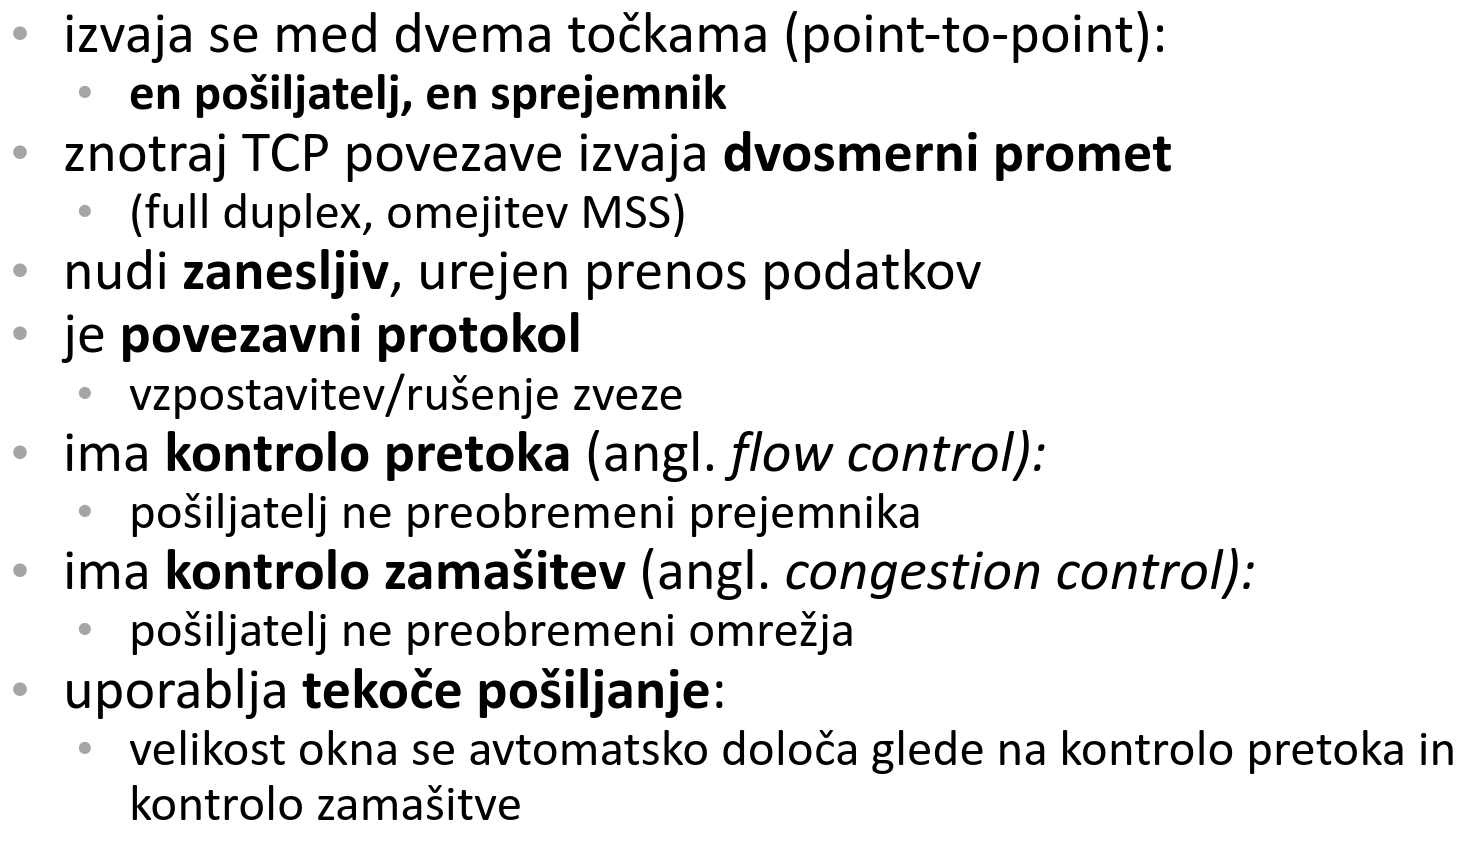 • izvaja se med dvema točkama (point-to-point):
• en pošiljatelj, en sprejemnik
• znotraj TCP povezave izvaja dvosmerni promet
• (full duplex, omejitev MSS)
• nudi zanesljiv, urejen prenos podatkov
• je povezavni protokol
• vzpostavitev/rušenje zveze
• ima kontrolo pretoka (angl. flow control):
• pošiljatelj ne preobremeni prejemnika
• ima kontrolo zamašitev (angl. congestion control):
• pošiljatelj ne preobremeni omrežja
• uporablja tekoče pošiljanje:
• velikost okna se avtomatsko določa glede na kontrolo pretoka in
kontrolo zamašitve